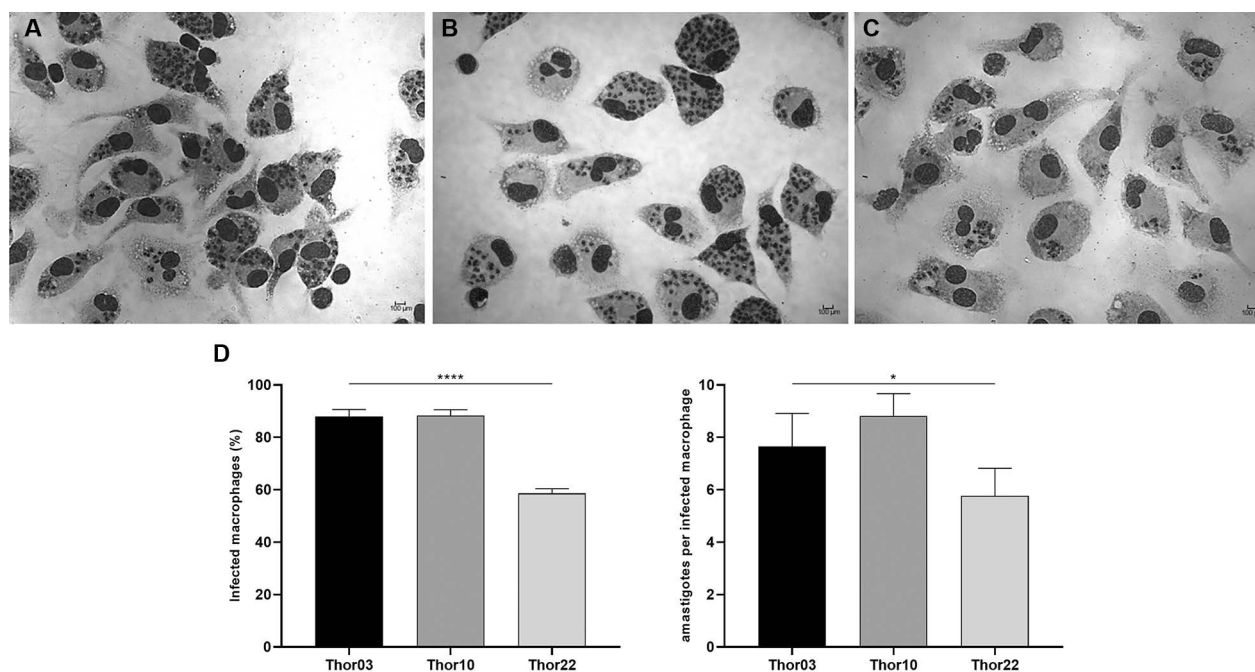 A
B
C
100 µm
100 µm
100
D
****
100
80
60
40
20
0
Infected macrophages (%)
Thor03
Thor10
Thor22
*
10
8
6
4
2
0
amastigotes per infected macrophage
Thor03
Thor10
Thor22